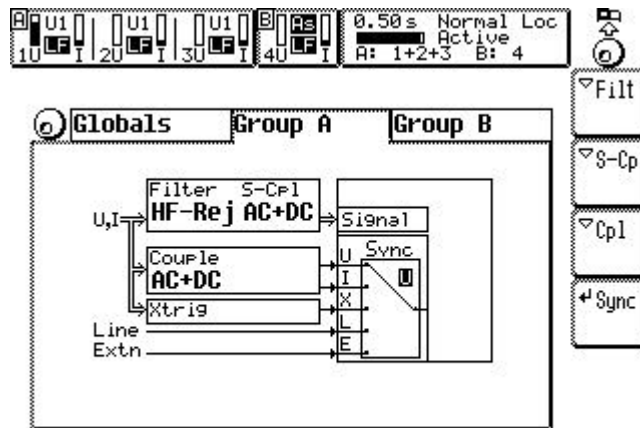 A U1 U1 U1 B As 0.50s Normal Loc
LF LF LF LF Active
1U I 2U I 3U I 4U I A: 1+2+3 B: 4
Filt
Globals Group A Group B
S-Cp
Filter S-Cpl
HF-Rej AC+DC
U,I Signal
Cpl
Couple U Sync
AC+DC I U
Xtrig X
Sync
Line L
Extn E